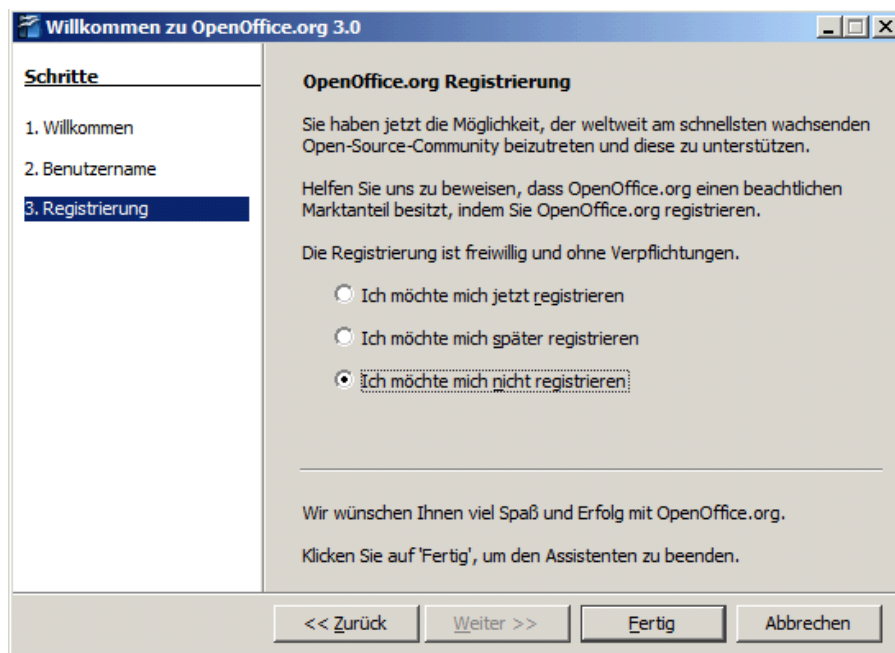 Willkommen zu OpenOffice.org 3.0
Schritte
1. Willkommen
2. Benutzername
3. Registrierung
OpenOffice.org Registrierung
Sie haben jetzt die Möglichkeit, der weltweit am schnellsten wachsenden
Open-Source-Community beizutreten und diese zu unterstützen.
Helfen Sie uns zu beweisen, dass OpenOffice.org einen beachtlichen
Marktanteil besitzt, indem Sie OpenOffice.org registrieren.
Die Registrierung ist freiwillig und ohne Verpflichtungen.
Ich möchte mich jetzt registrieren
Ich möchte mich später registrieren
Ich möchte mich nicht registrieren
Wir wünschen Ihnen viel Spaß und Erfolg mit OpenOffice.org.
Klicken Sie auf 'Fertig', um den Assistenten zu beenden.
<< Zurück
Weiter >>
Fertig
Abbrechen